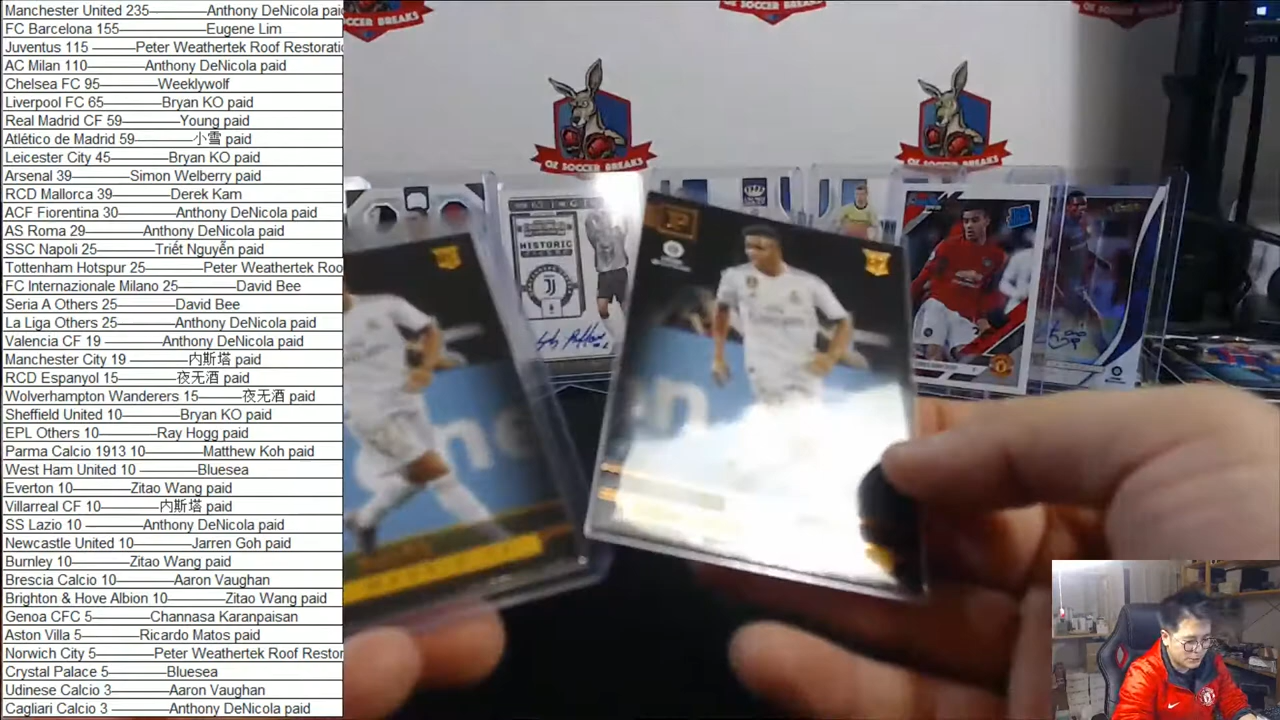 Manchester United 235———Anthony DeNicola paid
FC Barcelona 155———Eugene Lim
Juventus 115 ———Peter Weathertek Roof Restorati
AC Milan 110———Anthony DeNicola paid
Chelsea FC 95———Weeklywolf
Liverpool FC 65———Bryan KO paid
Real Madrid CF 59———Young paid
Atlético de Madrid 59———小雪 paid
Leicester City 45———Bryan KO paid
Arsenal 39———Simon Welberry paid
RCD Mallorca 39———Derek Kam
ACF Fiorentina 30———Anthony DeNicola paid
AS Roma 29———Anthony DeNicola paid
SSC Napoli 25———Triết Nguyễn paid
Tottenham Hotspur 25———Peter Weathertek Roo
FC Internazionale Milano 25———David Bee
Seria A Others 25———David Bee
La Liga Others 25———Anthony DeNicola paid
Valencia CF 19———Anthony DeNicola paid
Manchester City 19———内斯塔 paid
RCD Espanyol 15———夜无酒 paid
Wolverhampton Wanderers 15———夜无酒 paid
Sheffield United 10———Bryan KO paid
EPL Others 10———Ray Hogg paid
Parma Calcio 1913 10———Matthew Koh paid
West Ham United 10 ———Bluesea
Everton 10———Zitao Wang paid
Villarreal CF 10———内斯塔 paid
SS Lazio 10 ———Anthony DeNicola paid
Newcastle United 10———Jarren Goh paid
Burnley 10———Zitao Wang paid
Brescia Calcio 10———Aaron Vaughan
Brighton & Hove Albion 10———Zitao Wang paid
Genoa CFC 5———Channasa Karanpaisan
Aston Villa 5———Ricardo Matos paid
Norwich City 5———Peter Weathertek Roof Restor
Crystal Palace 5———Bluesea
Udinese Calcio 3———Aaron Vaughan
Cagliari Calcio 3 ———Anthony DeNicola paid
OZ SOCCER BREAKS
OZ SOCCER BREAKS
HISTORIC